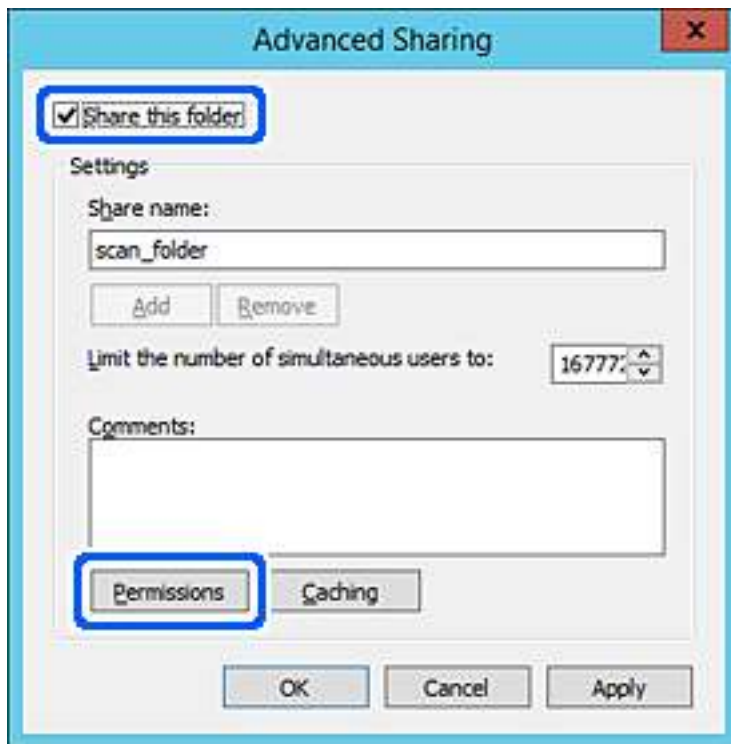 Advanced Sharing
x
Share this folder
Settings
Share name:
scan_folder
Add Remove
Limit the number of simultaneous users to:
Comments:
Permissions Caching
OK Cancel Apply